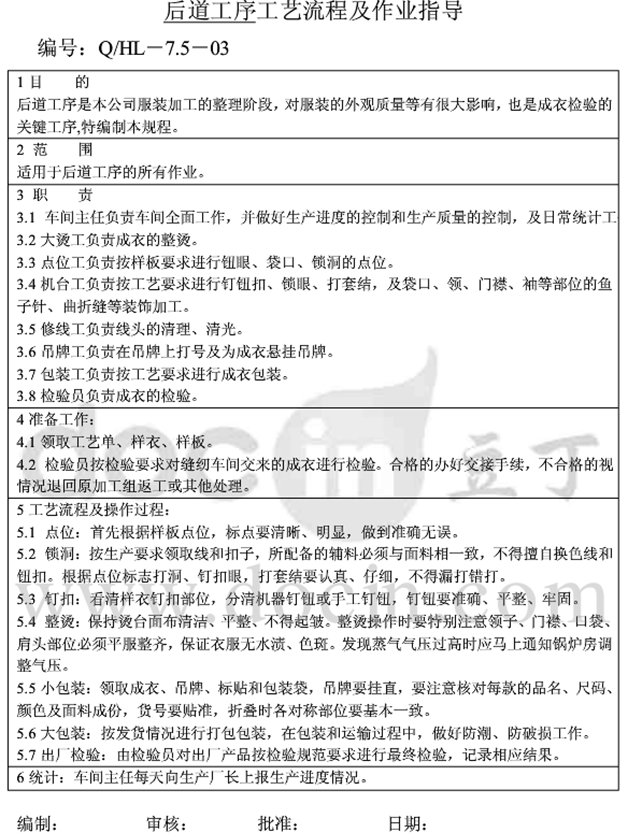 后道工序工艺流程及作业指导
编号：Q/HL－7.5－03
1 目 的
后道工序是本公司服装加工的整理阶段，对服装的外观质量等有很大影响，也是成衣检验的
关键工序,特编制本规程。
2 范 围
适用于后道工序的所有作业。
3 职 责
3.1 车间主任负责车间全面工作，并做好生产进度的控制和生产质量的控制，及日常统计工
3.2 大烫工负责成衣的整烫。
3.3 点位工负责按样板要求进行钮眼、袋口、锁洞的点位。
3.4 机台工负责按工艺要求进行钉钮扣、锁眼、打套结，及袋口、领、门襟、袖等部位的鱼
子针、曲折缝等装饰加工。
3.5 修线工负责线头的清理、清光。
3.6 吊牌工负责在吊牌上打号及为成衣悬挂吊牌。
3.7 包装工负责按工艺要求进行成衣包装。
3.8 检验员负责成衣的检验。
4 准备工作：
4.1 领取工艺单、样衣、样板。
4.2 检验员按检验要求对缝纫车间交来的成衣进行检验。合格的办好交接手续，不合格的视
情况退回原加工组返工或其他处理。
5 工艺流程及操作过程：
5.1 点位：首先根据样板点位，标点要清晰、明显，做到准确无误。
5.2 锁洞：按生产要求领取线和扣子，所配备的辅料必须与面料相一致，不得擅自换色线和
钮扣。根据点位标志打洞、钉扣眼，打套结要认真、仔细，不得漏打错打。
5.3 钉扣：看清样衣钉扣部位，分清机器钉钮或手工钉钮，钉钮要准确、平整、牢固。
5.4 整烫：保持烫台面布清洁、平整、不得起皱。整烫操作时要特别注意领子、门襟、口袋、
肩头部位必须平服整齐，保证衣服无水渍、色斑。发现蒸气气压过高时应马上通知锅炉房调
整气压。
5.5 小包装：领取成衣、吊牌、标贴和包装袋，吊牌要挂直，要注意核对每款的品名、尺码、
颜色及面料成份，货号要贴准，折叠时各对称部位要基本一致。
5.6 大包装：按发货情况进行打包包装，在包装和运输过程中，做好防潮、防破损工作。
5.7 出厂检验：由检验员对出厂产品按检验规范要求进行最终检验，记录相应结果。
6 统计：车间主任每天向生产厂长上报生产进度情况。
编制： 审核： 批准： 日期：
docin 立丁
www.docin.com